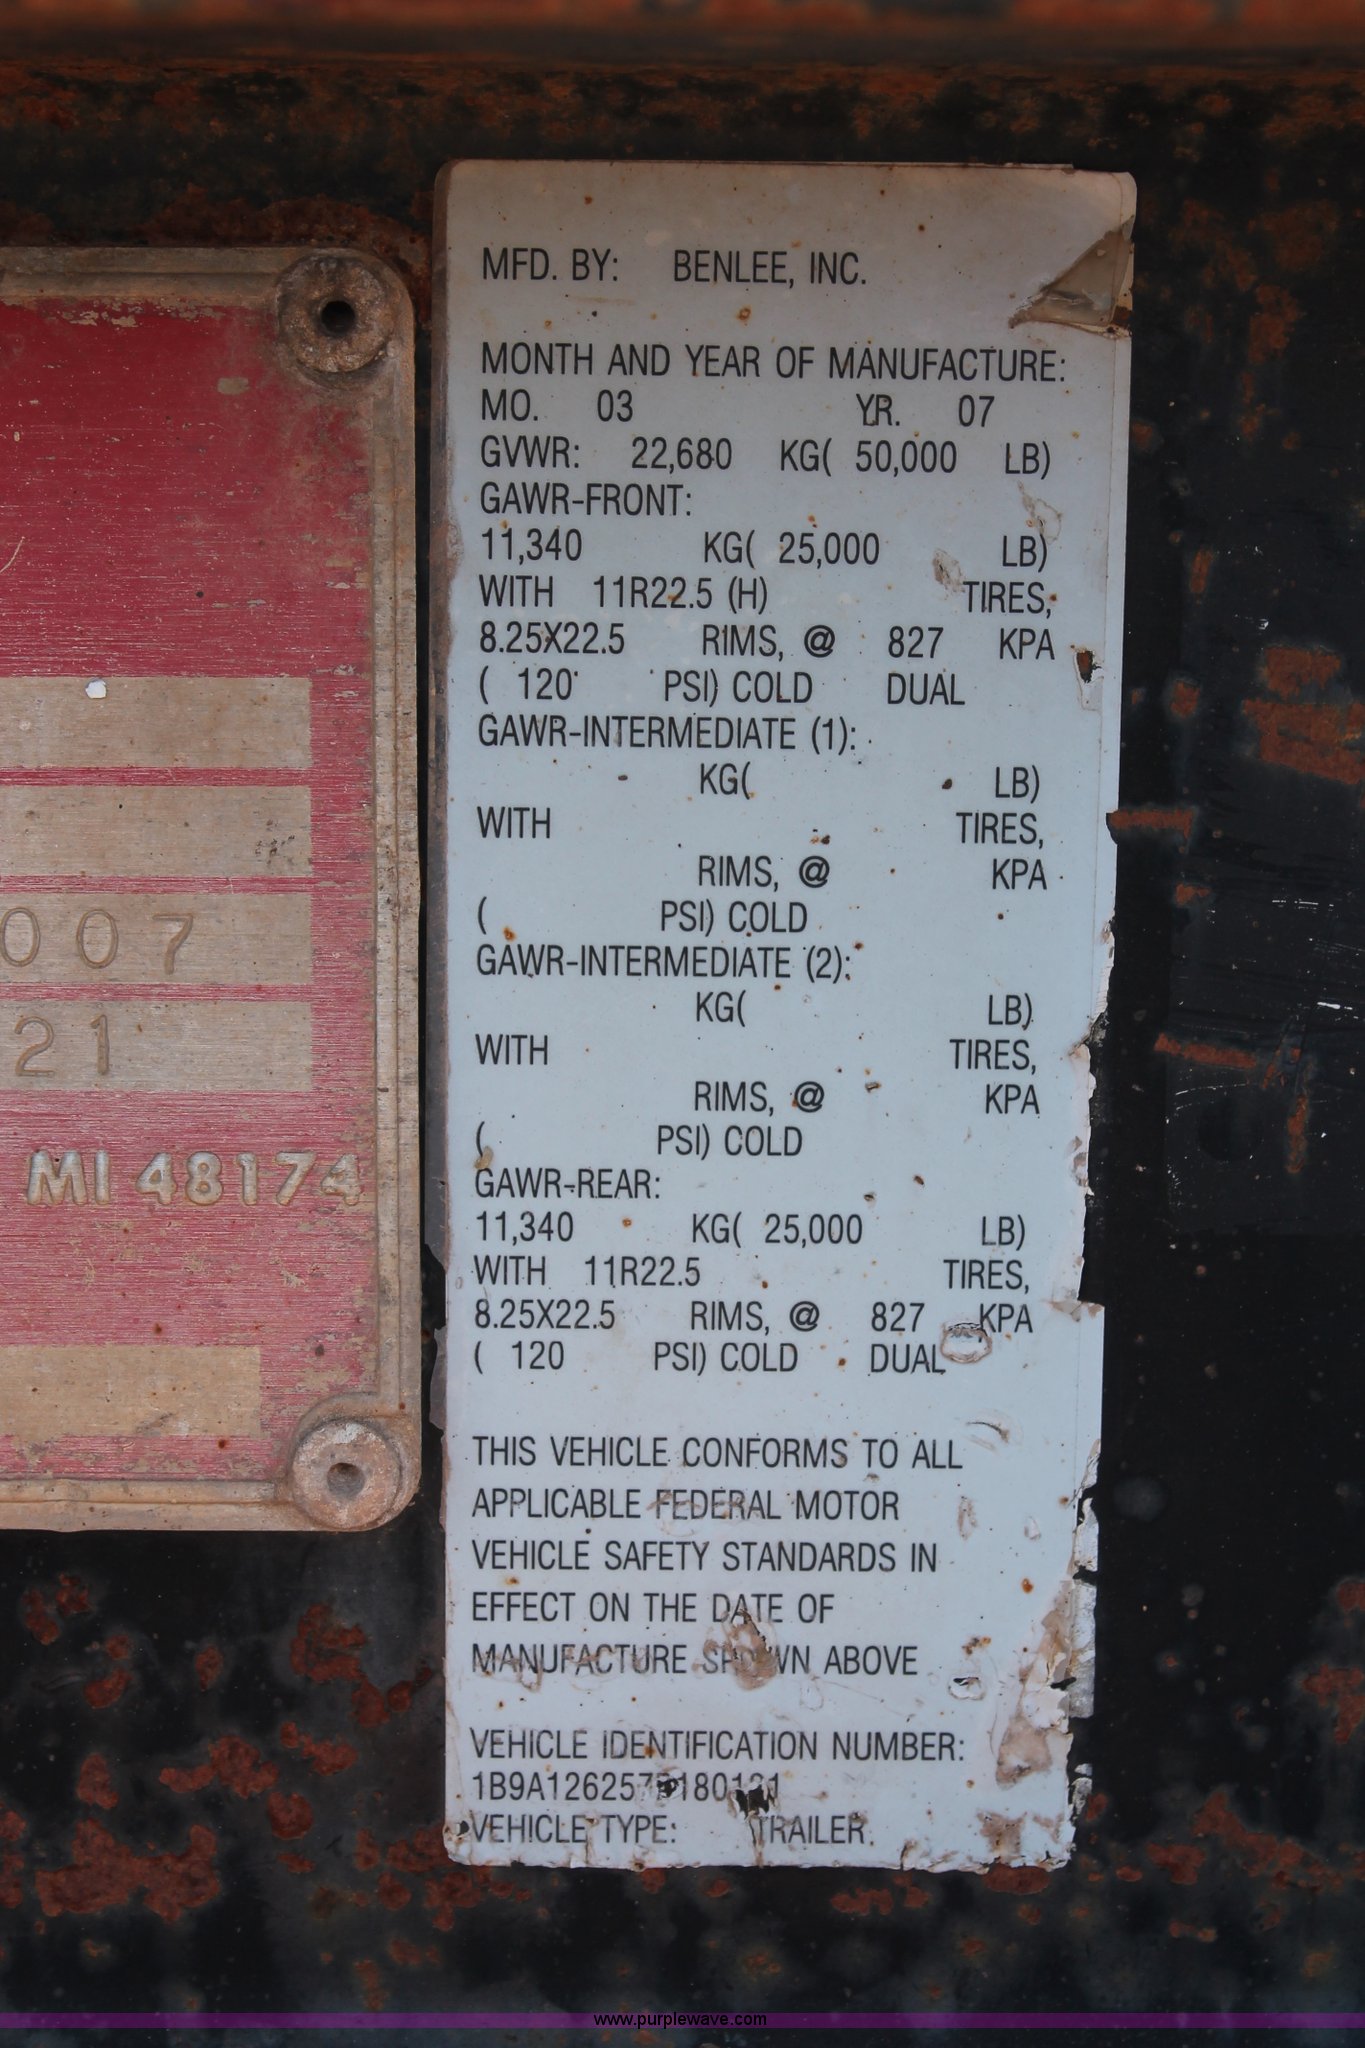 007
21
MI 48174
MFD. BY: BENLEE, INC.
MONTH AND YEAR OF MANUFACTURE:
MO. 03 YR. 07
GVWR: 22,680 KG( 50,000 LB)
GAWR-FRONT:
11,340 KG( 25,000 LB)
WITH 11R22.5 (H) TIRES,
8.25X22.5 RIMS, @ 827 KPA
( 120 PSI) COLD DUAL
GAWR-INTERMEDIATE (1):
KG( LB)
WITH TIRES,
RIMS, @ KPA
( PSI) COLD
GAWR-INTERMEDIATE (2):
KG( LB)
WITH TIRES,
RIMS, @ KPA
( PSI) COLD
GAWR-REAR:
11,340 KG( 25,000 LB)
WITH 11R22.5 TIRES,
8.25X22.5 RIMS, @ 827 KPA
( 120 PSI) COLD DUAL
THIS VEHICLE CONFORMS TO ALL
APPLICABLE FEDERAL MOTOR
VEHICLE SAFETY STANDARDS IN
EFFECT ON THE DATE OF
MANUFACTURE SHOWN ABOVE
VEHICLE IDENTIFICATION NUMBER:
VEHICLE TYPE: TRAILER.
www.purplewave.com